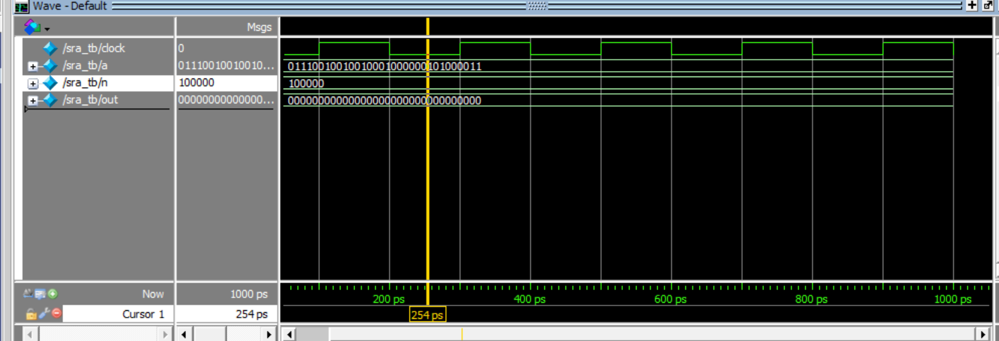 Wave - Default
Msgs
/sra_tb/clock 0
/sra_tb/a 01110010010010... 01110010010010001000000101000011
/sra_tb/n 100000 100000
/sra_tb/out 00000000000000... 00000000000000000000000000000000
Now 1000 ps 200 ps 400 ps 600 ps 800 ps 1000 ps
Cursor 1 254 ps 254 ps